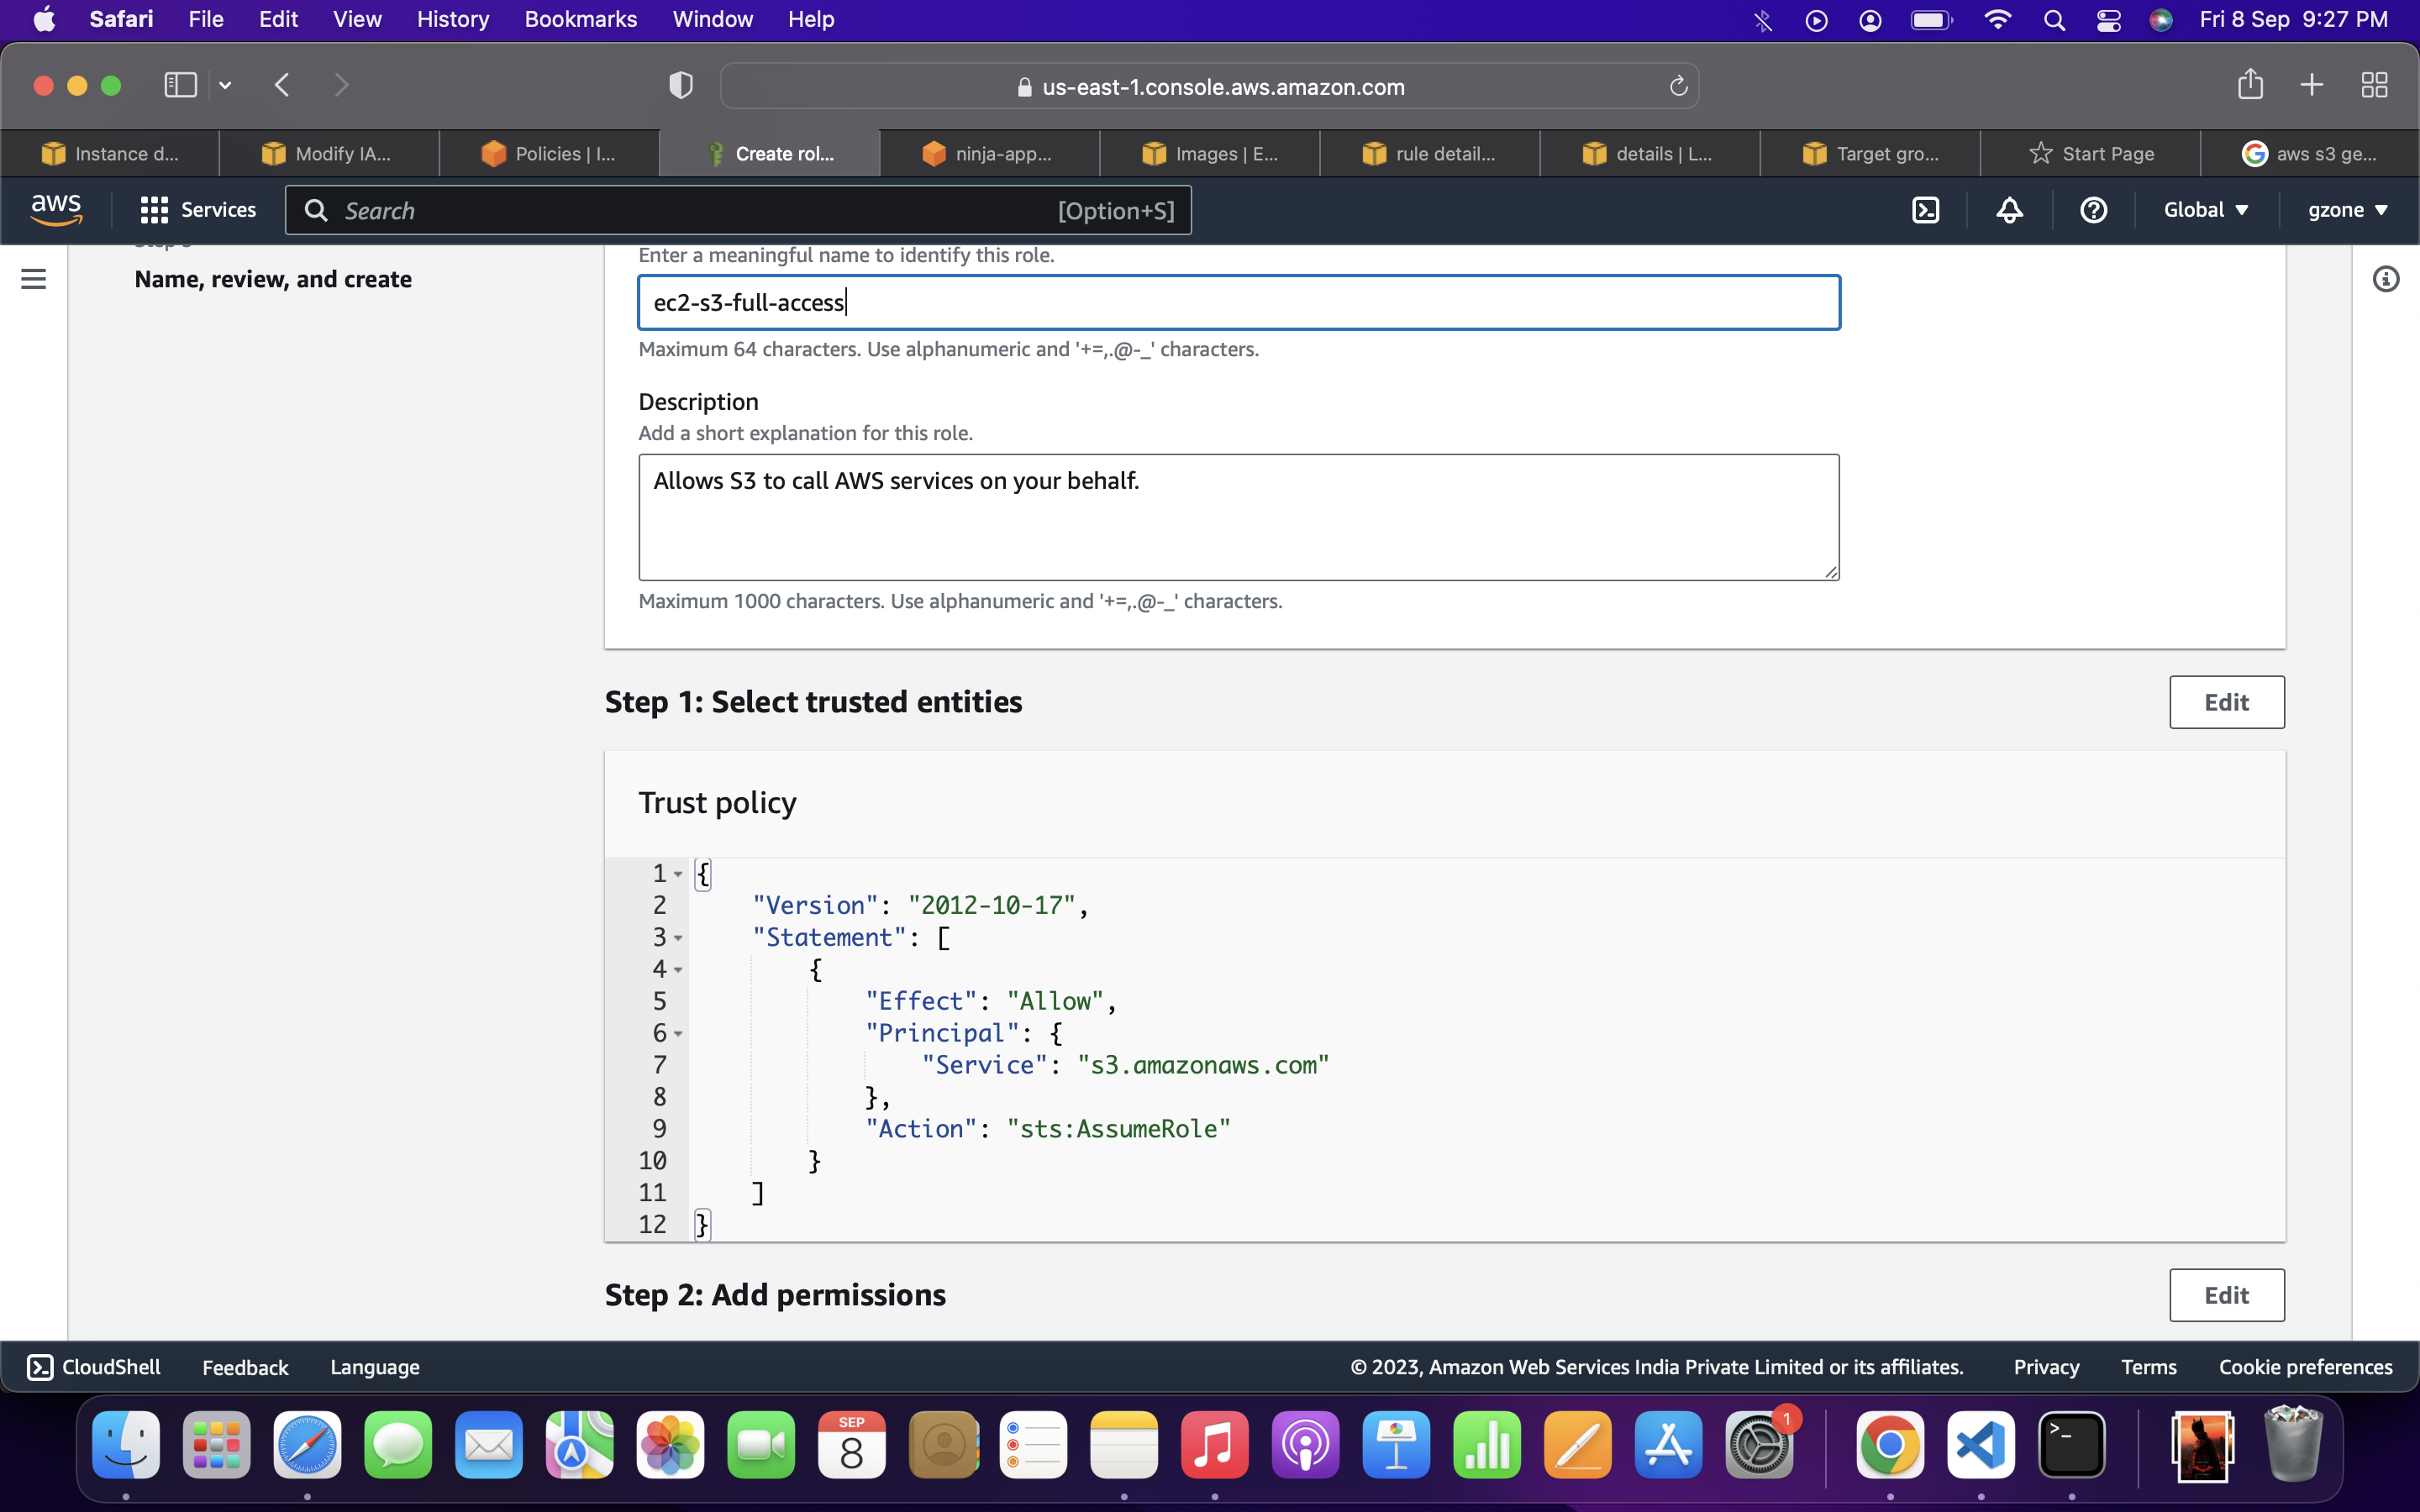 Safari File Edit View History Bookmarks Window Help Fri 8 Sep 9:27 PM
us-east-1.console.aws.amazon.com
Instance d... Modify IA... Policies | I... Create rol... ninja-app... Images | E... rule detail... details | L... Target gro... Start Page aws s3 ge...
aws Services Search [Option+S] Global gzone
Name, review, and create
Enter a meaningful name to identify this role.
ec2-s3-full-access
Maximum 64 characters. Use alphanumeric and '+=,.@-_' characters.
Description
Add a short explanation for this role.
Allows S3 to call AWS services on your behalf.
Maximum 1000 characters. Use alphanumeric and '+=,.@-_' characters.
Step 1: Select trusted entities Edit
Trust policy
1 {
2 "Version": "2012-10-17",
3 "Statement": [
4 {
5 "Effect": "Allow",
6 "Principal": {
7 "Service": "s3.amazonaws.com"
8 },
9 "Action": "sts:AssumeRole"
10 }
11 ]
12 }
Step 2: Add permissions Edit
CloudShell Feedback Language © 2023, Amazon Web Services India Private Limited or its affiliates. Privacy Terms Cookie preferences
SEP
8
1